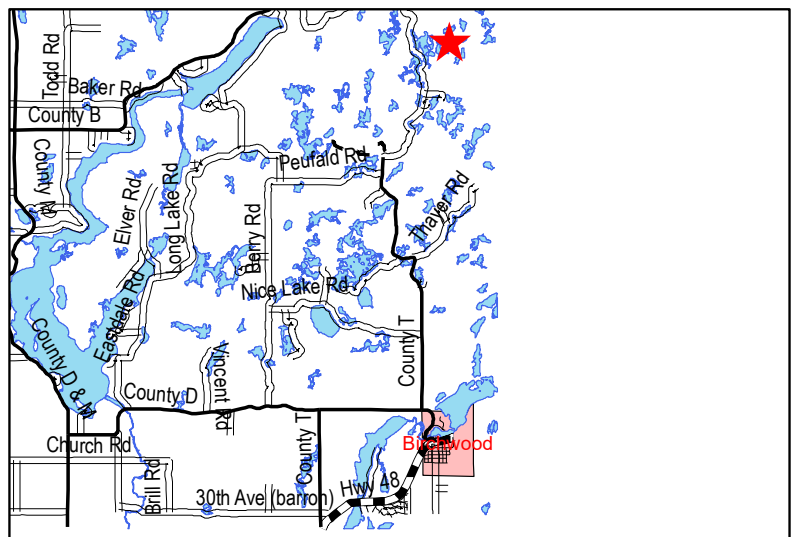 Todd Rd
Baker Rd
County B
County M
Peufald Rd
Elver Rd
Long Lake Rd
Berry Rd
Thayer Rd
Nice Lake Rd
Eastdale Rd
County D & M
County T
Vincent Rd
County D
Birchwood
Church Rd
County T
Brill Rd
30th Ave (barron)
Hwy 48